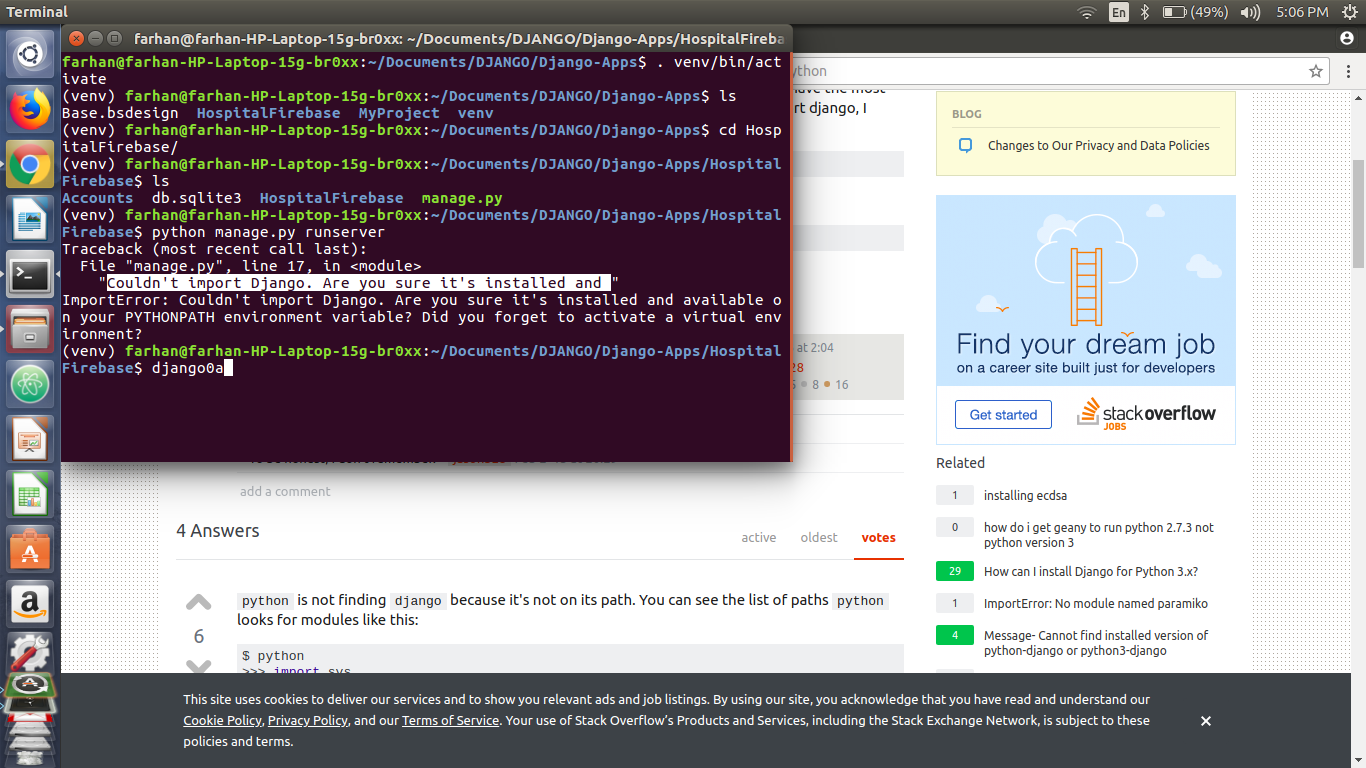 Terminal
En
(49%)
5:06 PM
farhan@farhan-HP-Laptop-15g-br0xx: ~/Documents/DJANGO/Django-Apps/HospitalFireba
farhan@farhan-HP-Laptop-15g-br0xx:~/Documents/DJANGO/Django-Apps$ . venv/bin/act
ivate
(venv) farhan@farhan-HP-Laptop-15g-br0xx:~/Documents/DJANGO/Django-Apps$ ls
Base.bsdesign HospitalFirebase MyProject venv
(venv) farhan@farhan-HP-Laptop-15g-br0xx:~/Documents/DJANGO/Django-Apps$ cd Hosp
italFirebase/
(venv) farhan@farhan-HP-Laptop-15g-br0xx:~/Documents/DJANGO/Django-Apps/Hospital
Firebase$ ls
Accounts db.sqlite3 HospitalFirebase manage.py
(venv) farhan@farhan-HP-Laptop-15g-br0xx:~/Documents/DJANGO/Django-Apps/Hospital
Firebase$ python manage.py runserver
Traceback (most recent call last):
File "manage.py", line 17, in <module>
"Couldn't import Django. Are you sure it's installed and "
ImportError: Couldn't import Django. Are you sure it's installed and available o
n your PYTHONPATH environment variable? Did you forget to activate a virtual env
ironment?
(venv) farhan@farhan-HP-Laptop-15g-br0xx:~/Documents/DJANGO/Django-Apps/Hospital
Firebase$ django0a
ython
ave the most
rt django, I
at 2:04
28
8 16
add a comment
4 Answers
active oldest votes
6
python is not finding django because it's not on its path. You can see the list of paths python
looks for modules like this:
$ python
>>> import sys
BLOG
Changes to Our Privacy and Data Policies
Find your dream job
on a career site built just for developers
Get started
stackoverflow
JOBS
Related
1 installing ecdsa
0 how do i get geany to run python 2.7.3 not
python version 3
29 How can I install Django for Python 3.x?
1 ImportError: No module named paramiko
4 Message- Cannot find installed version of
python-django or python3-django
This site uses cookies to deliver our services and to show you relevant ads and job listings. By using our site, you acknowledge that you have read and understand our
Cookie Policy, Privacy Policy, and our Terms of Service. Your use of Stack Overflow's Products and Services, including the Stack Exchange Network, is subject to these
policies and terms.